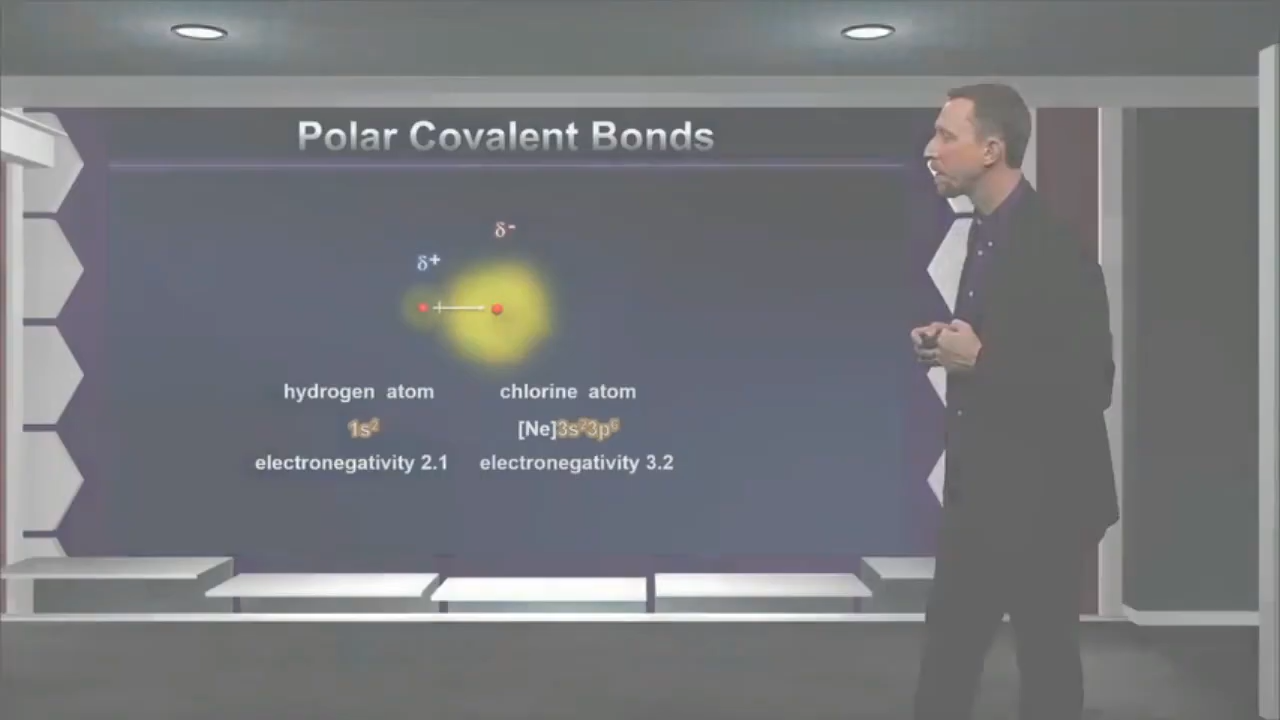 Polar Covalent Bonds
δ-
δ+
hydrogen atom chlorine atom
1s² [Ne]3s²3p⁶
electronegativity 2.1 electronegativity 3.2